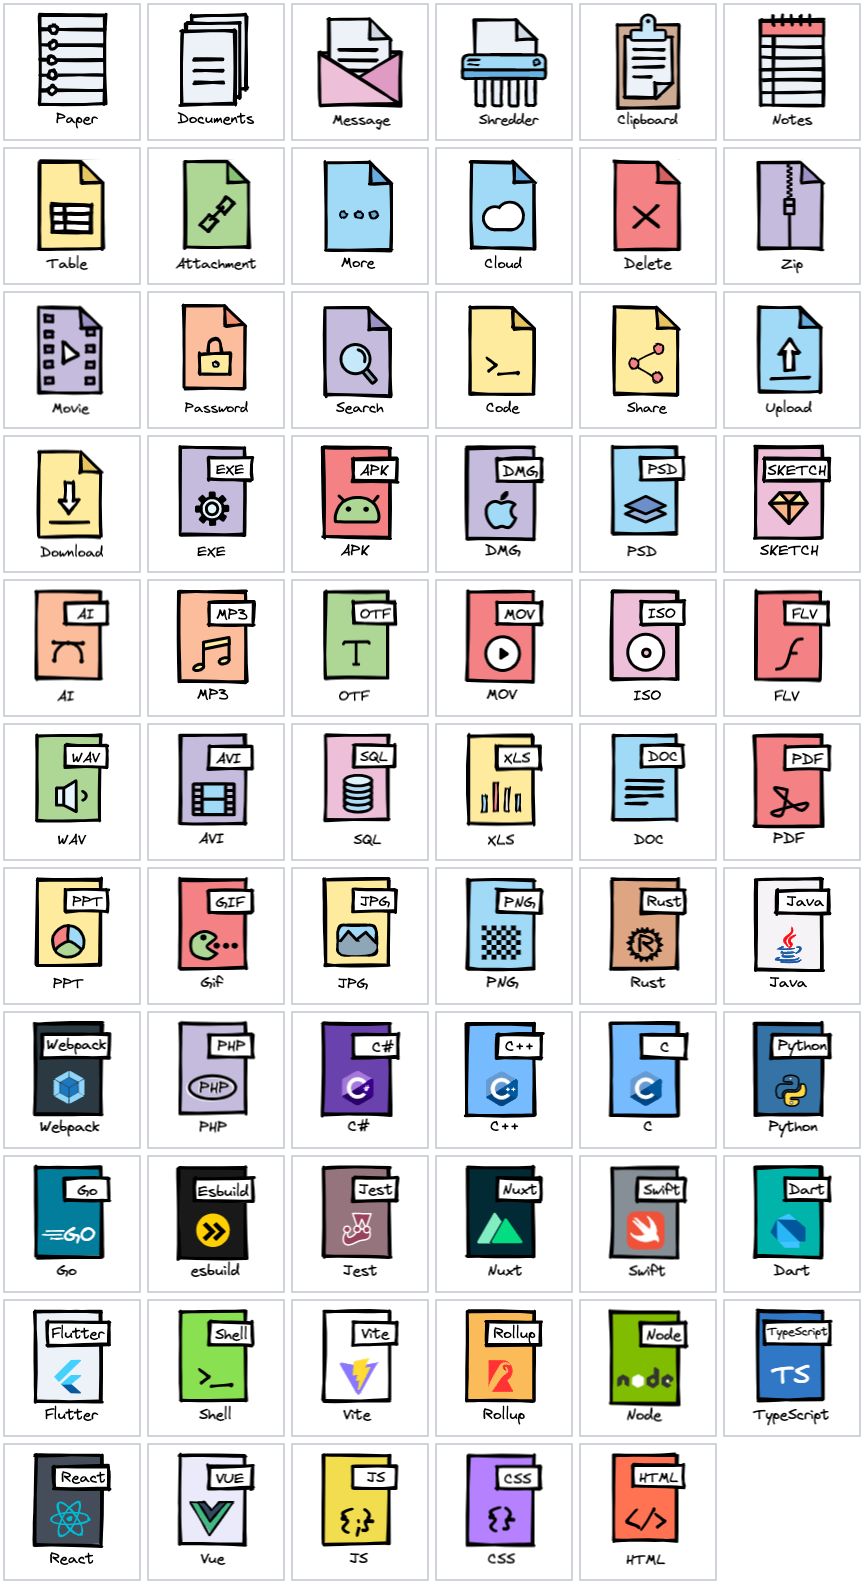 Paper
Documents
Message
Shredder
Clipboard
Notes
Table
Attachment
More
Cloud
Delete
Zip
Movie
Password
Search
Code
Share
Upload
Download
EXE
EXE
APK
APK
DMG
DMG
PSD
PSD
SKETCH
SKETCH
AI
AI
MP3
MP3
OTF
T
OTF
MOV
MOV
ISO
ISO
FLV
f
FLV
WAV
WAV
AVI
AVI
SQL
SQL
XLS
XLS
DOC
DOC
PDF
PDF
PPT
PPT
GIF
Gif
JPG
JPG
PNG
PNG
Rust
R
Rust
Java
Java
Webpack
Webpack
PHP
PHP
PHP
C#
C#
C#
C++
C++
C++
C
C
C
Python
Python
Go
GO
Go
Esbuild
esbuild
Jest
Jest
Nuxt
Nuxt
Swift
Swift
Dart
Dart
Flutter
Flutter
Shell
>_
Shell
Vite
Vite
Rollup
Rollup
Node
node
Node
TypeScript
TS
TypeScript
React
React
VUE
Vue
JS
{;}
JS
CSS
{}
CSS
HTML
</>
HTML